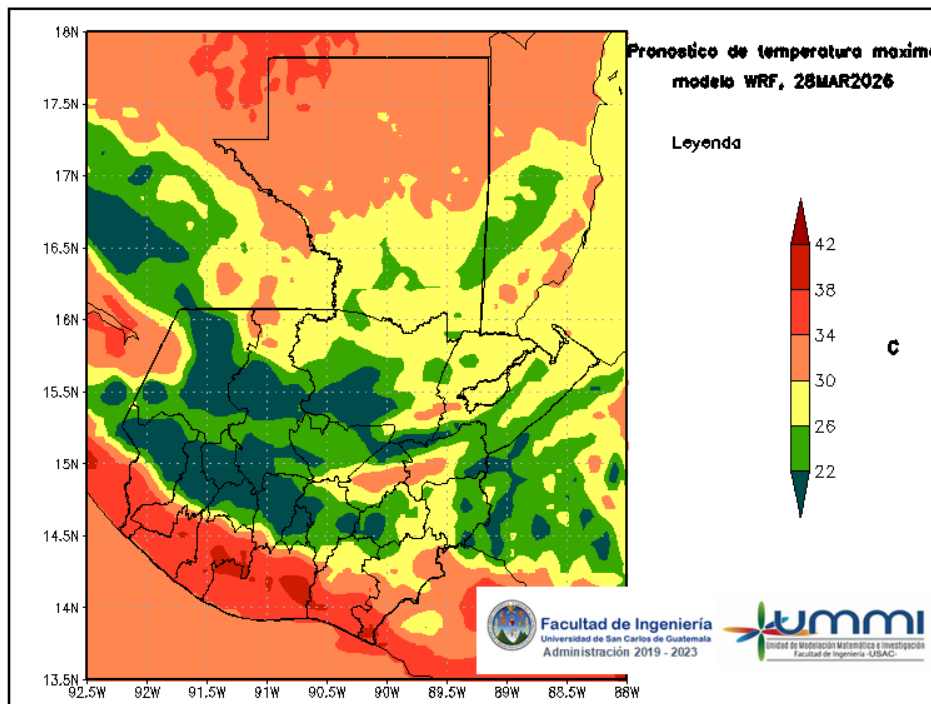 18N
17.5N
17N
16.5N
16N
15.5N
15N
14.5N
14N
13.5N
92.5W
92W
91.5W
91W
90.5W
90W
89.5W
89W
88.5W
88W
Pronostico de temperatura maxima
modelo WRF, 28MAR2026
Leyenda
42
38
34
30
26
22
C
Facultad de Ingeniería
Universidad de San Carlos de Guatemala
Administración 2019 - 2023
UMMI
Unidad de Modelación Matemática e Investigación
Facultad de Ingeniería -USAC-